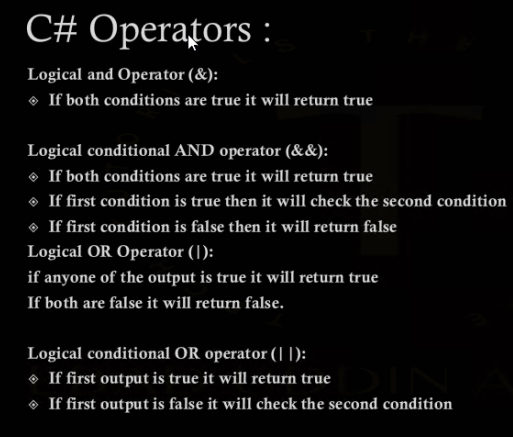 C# Operators :
Logical and Operator (&):
◈ If both conditions are true it will return true
Logical conditional AND operator (&&):
◈ If both conditions are true it will return true
◈ If first condition is true then it will check the second condition
◈ If first condition is false then it will return false
Logical OR Operator (|):
if anyone of the output is true it will return true
If both are false it will return false.
Logical conditional OR operator (||):
◈ If first output is true it will return true
◈ If first output is false it will check the second condition